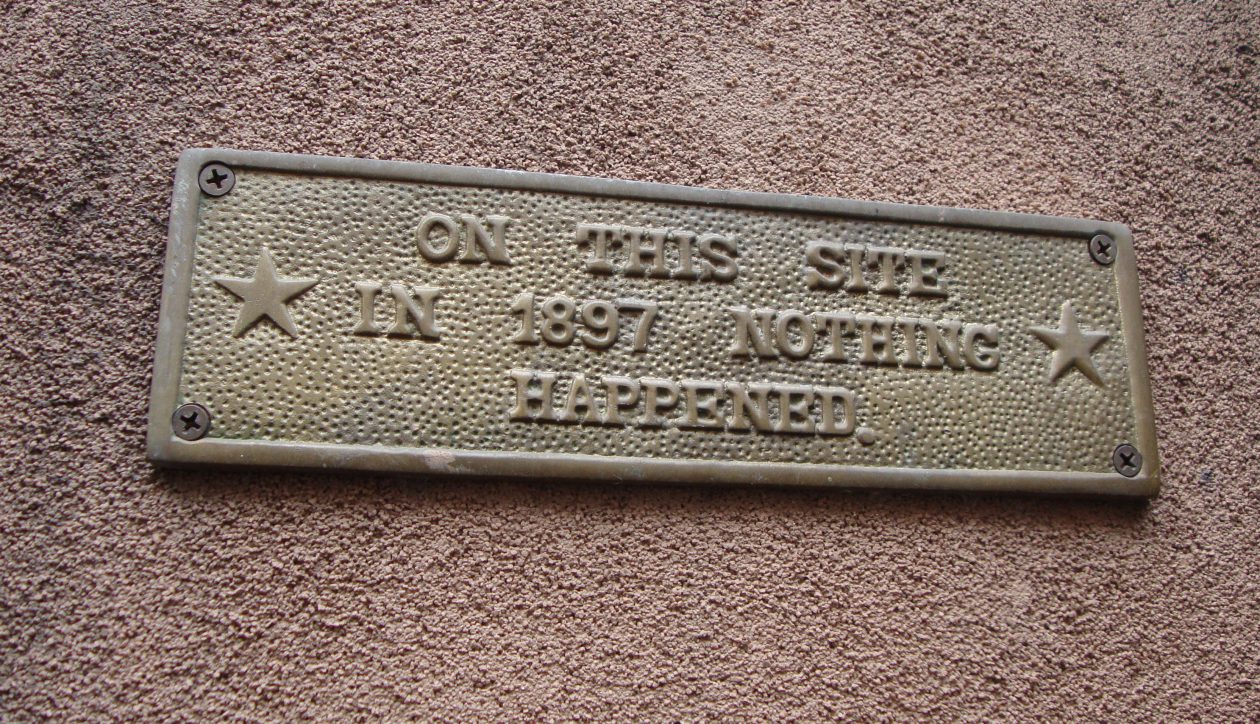 ON THIS SITE
IN 1897 NOTHING
HAPPENED.